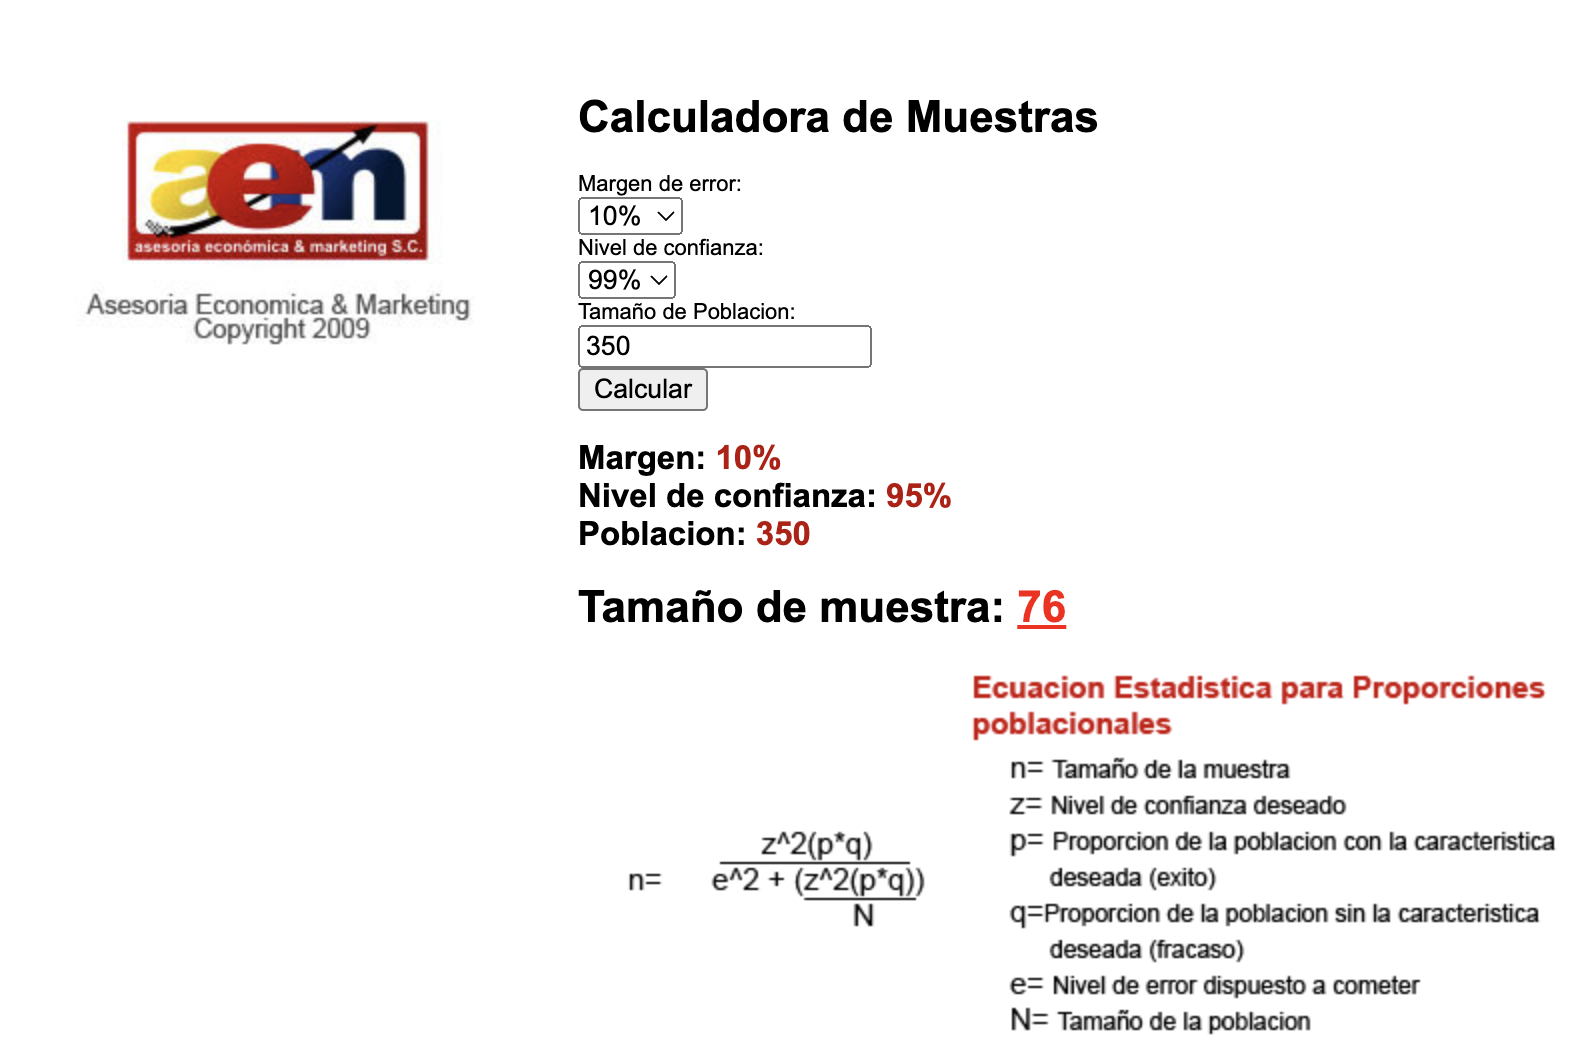 aem
asesoría económica & marketing S.C.
Asesoria Economica & Marketing
Copyright 2009
Calculadora de Muestras
Margen de error:
10%
Nivel de confianza:
99%
Tamaño de Poblacion:
350
Calcular
Margen: 10%
Nivel de confianza: 95%
Poblacion: 350
Tamaño de muestra: 76
z^2(p*q)
n= e^2 + (z^2(p*q))
N
Ecuacion Estadistica para Proporciones
poblacionales
n= Tamaño de la muestra
z= Nivel de confianza deseado
p= Proporcion de la poblacion con la caracteristica
deseada (exito)
q=Proporcion de la poblacion sin la caracteristica
deseada (fracaso)
e= Nivel de error dispuesto a cometer
N= Tamaño de la poblacion